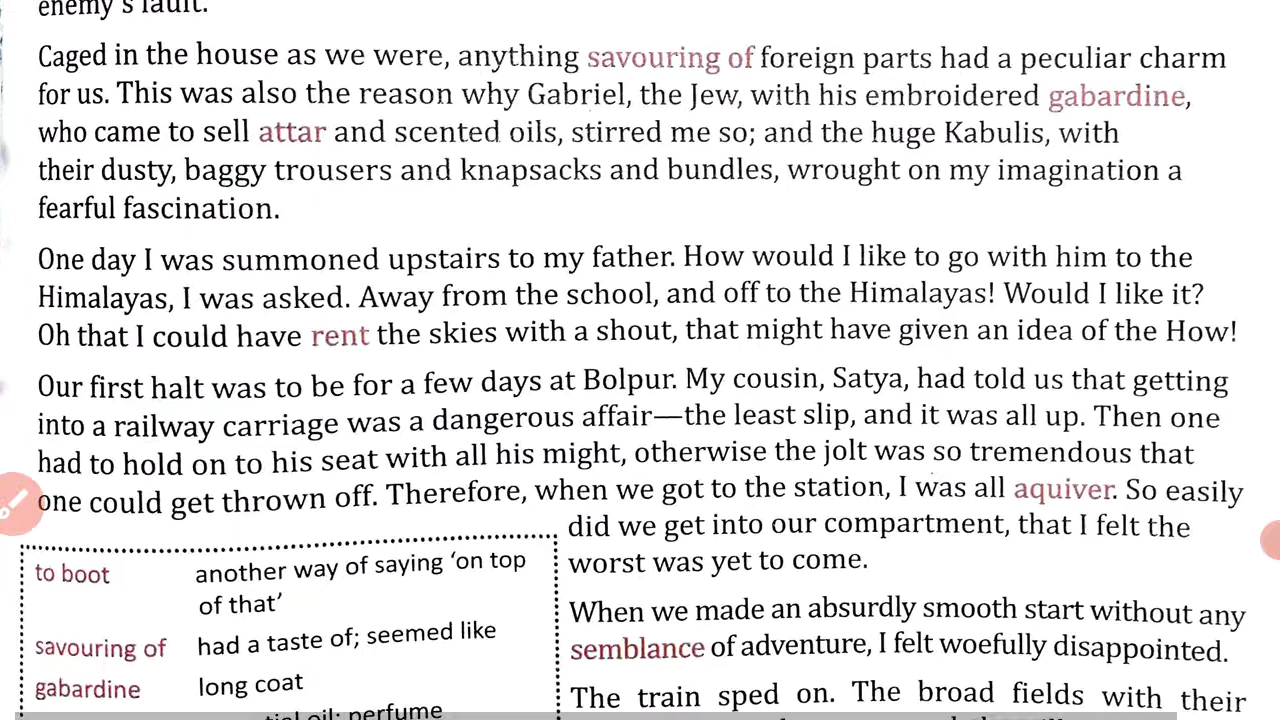 enemy's fault.
Caged in the house as we were, anything savouring of foreign parts had a peculiar charm
for us. This was also the reason why Gabriel, the Jew, with his embroidered gabardine,
who came to sell attar and scented oils, stirred me so; and the huge Kabulis, with
their dusty, baggy trousers and knapsacks and bundles, wrought on my imagination a
fearful fascination.
One day I was summoned upstairs to my father. How would I like to go with him to the
Himalayas, I was asked. Away from the school, and off to the Himalayas! Would I like it?
Oh that I could have rent the skies with a shout, that might have given an idea of the How!
Our first halt was to be for a few days at Bolpur. My cousin, Satya, had told us that getting
into a railway carriage was a dangerous affair—the least slip, and it was all up. Then one
had to hold on to his seat with all his might, otherwise the jolt was so tremendous that
one could get thrown off. Therefore, when we got to the station, I was all aquiver. So easily
did we get into our compartment, that I felt the
worst was yet to come.
When we made an absurdly smooth start without any
semblance of adventure, I felt woefully disappointed.
The train sped on. The broad fields with their
to boot another way of saying 'on top
of that'
savouring of had a taste of; seemed like
gabardine long coat
oil; perfume